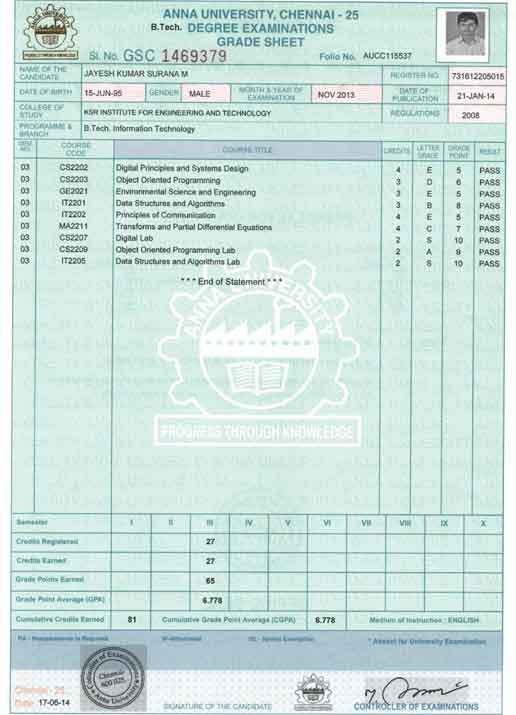 ANNA UNIVERSITY, CHENNAI - 25
B.Tech. DEGREE EXAMINATIONS
GRADE SHEET
Sl. No. GSC 1469379 Folio No. AUCC115537
NAME OF THE CANDIDATE JAYESH KUMAR SURANA M REGISTER NO. 731612205015
DATE OF BIRTH 15-JUN-95 GENDER MALE MONTH & YEAR OF EXAMINATION NOV 2013 DATE OF PUBLICATION 21-JAN-14
COLLEGE OF STUDY KSR INSTITUTE FOR ENGINEERING AND TECHNOLOGY REGULATIONS 2008
PROGRAMME & BRANCH B.Tech. Information Technology
SEM. NO. COURSE CODE COURSE TITLE CREDITS LETTER GRADE GRADE POINT RESULT
03 CS2202 Digital Principles and Systems Design 4 E 5 PASS
03 CS2203 Object Oriented Programming 3 D 6 PASS
03 GE2021 Environmental Science and Engineering 3 E 5 PASS
03 IT2201 Data Structures and Algorithms 3 B 8 PASS
03 IT2202 Principles of Communication 4 E 5 PASS
03 MA2211 Transforms and Partial Differential Equations 4 C 7 PASS
03 CS2207 Digital Lab 2 S 10 PASS
03 CS2209 Object Oriented Programming Lab 2 A 9 PASS
03 IT2205 Data Structures and Algorithms Lab 2 S 10 PASS
* * * End of Statement * * *
ANNA UNIVERSITY
PROGRESS THROUGH KNOWLEDGE
Semester I II III IV V VI VII VIII IX X
Credits Registered 27
Credits Earned 27
Grade Points Earned 65
Grade Point Average (GPA) 6.778
Cumulative Credits Earned 81 Cumulative Grade Point Average (CGPA) 6.778 Medium of Instruction : ENGLISH
RA - Reappearance is Required W-Withdrawal * Absent for University Examination
Controller of Examinations
Chennai
600 025
Anna University
Chennai - 25
Date 17-06-14
SIGNATURE OF THE CANDIDATE
CONTROLLER OF EXAMINATIONS